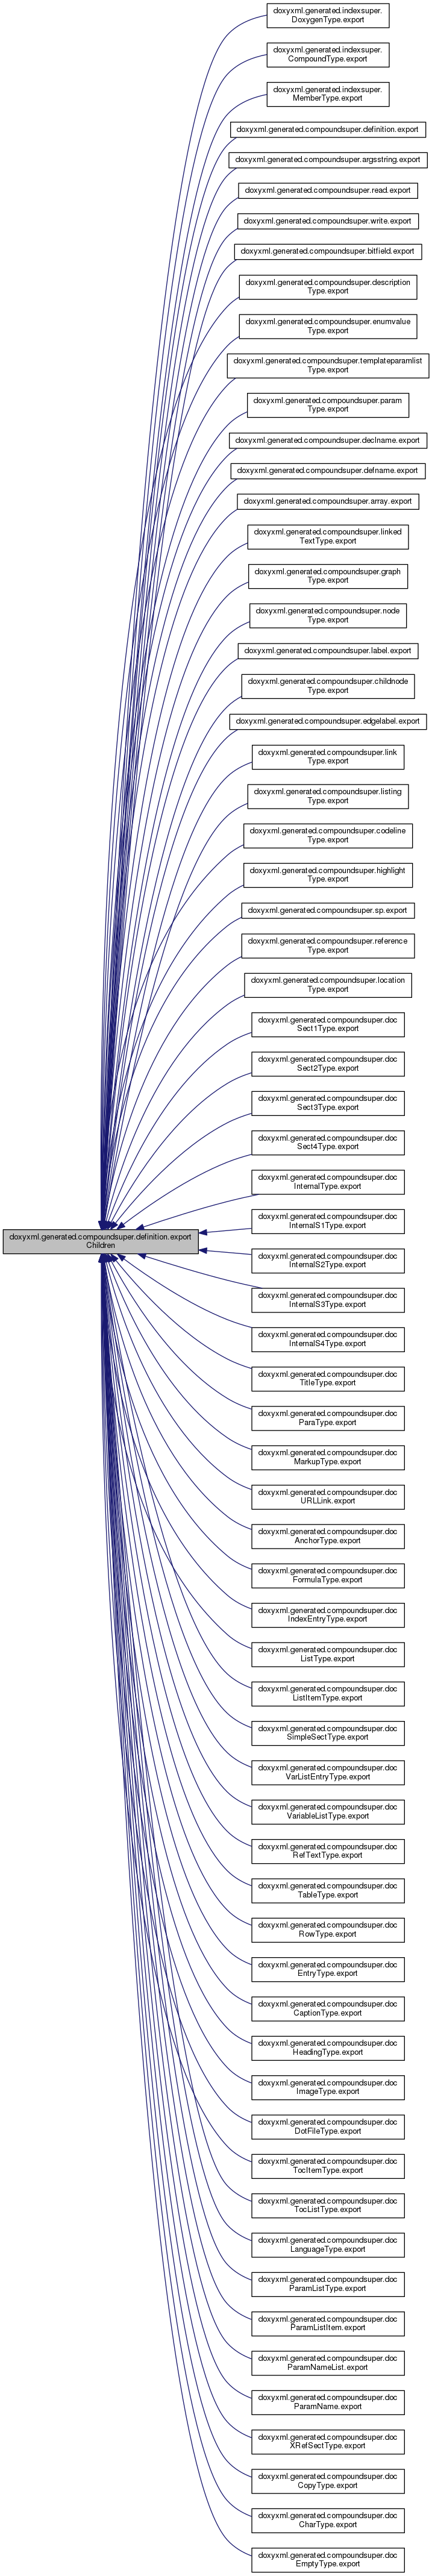 doxyxml.generated.indexsuper.
DoxygenType.export
doxyxml.generated.indexsuper.
CompoundType.export
doxyxml.generated.indexsuper.
MemberType.export
doxyxml.generated.compoundsuper.definition.export
doxyxml.generated.compoundsuper.argsstring.export
doxyxml.generated.compoundsuper.read.export
doxyxml.generated.compoundsuper.write.export
doxyxml.generated.compoundsuper.bitfield.export
doxyxml.generated.compoundsuper.description
Type.export
doxyxml.generated.compoundsuper.enumvalue
Type.export
doxyxml.generated.compoundsuper.templateparamlist
Type.export
doxyxml.generated.compoundsuper.param
Type.export
doxyxml.generated.compoundsuper.declname.export
doxyxml.generated.compoundsuper.defname.export
doxyxml.generated.compoundsuper.array.export
doxyxml.generated.compoundsuper.linked
TextType.export
doxyxml.generated.compoundsuper.graph
Type.export
doxyxml.generated.compoundsuper.node
Type.export
doxyxml.generated.compoundsuper.label.export
doxyxml.generated.compoundsuper.childnode
Type.export
doxyxml.generated.compoundsuper.edgelabel.export
doxyxml.generated.compoundsuper.link
Type.export
doxyxml.generated.compoundsuper.listing
Type.export
doxyxml.generated.compoundsuper.codeline
Type.export
doxyxml.generated.compoundsuper.highlight
Type.export
doxyxml.generated.compoundsuper.sp.export
doxyxml.generated.compoundsuper.reference
Type.export
doxyxml.generated.compoundsuper.location
Type.export
doxyxml.generated.compoundsuper.doc
Sect1Type.export
doxyxml.generated.compoundsuper.doc
Sect2Type.export
doxyxml.generated.compoundsuper.doc
Sect3Type.export
doxyxml.generated.compoundsuper.doc
Sect4Type.export
doxyxml.generated.compoundsuper.doc
InternalType.export
doxyxml.generated.compoundsuper.doc
InternalS1Type.export
doxyxml.generated.compoundsuper.definition.export
Children
doxyxml.generated.compoundsuper.doc
InternalS2Type.export
doxyxml.generated.compoundsuper.doc
InternalS3Type.export
doxyxml.generated.compoundsuper.doc
InternalS4Type.export
doxyxml.generated.compoundsuper.doc
TitleType.export
doxyxml.generated.compoundsuper.doc
ParaType.export
doxyxml.generated.compoundsuper.doc
MarkupType.export
doxyxml.generated.compoundsuper.doc
URLLink.export
doxyxml.generated.compoundsuper.doc
AnchorType.export
doxyxml.generated.compoundsuper.doc
FormulaType.export
doxyxml.generated.compoundsuper.doc
IndexEntryType.export
doxyxml.generated.compoundsuper.doc
ListType.export
doxyxml.generated.compoundsuper.doc
ListItemType.export
doxyxml.generated.compoundsuper.doc
SimpleSectType.export
doxyxml.generated.compoundsuper.doc
VarListEntryType.export
doxyxml.generated.compoundsuper.doc
VariableListType.export
doxyxml.generated.compoundsuper.doc
RefTextType.export
doxyxml.generated.compoundsuper.doc
TableType.export
doxyxml.generated.compoundsuper.doc
RowType.export
doxyxml.generated.compoundsuper.doc
EntryType.export
doxyxml.generated.compoundsuper.doc
CaptionType.export
doxyxml.generated.compoundsuper.doc
HeadingType.export
doxyxml.generated.compoundsuper.doc
ImageType.export
doxyxml.generated.compoundsuper.doc
DotFileType.export
doxyxml.generated.compoundsuper.doc
TocItemType.export
doxyxml.generated.compoundsuper.doc
TocListType.export
doxyxml.generated.compoundsuper.doc
LanguageType.export
doxyxml.generated.compoundsuper.doc
ParamListType.export
doxyxml.generated.compoundsuper.doc
ParamListItem.export
doxyxml.generated.compoundsuper.doc
ParamNameList.export
doxyxml.generated.compoundsuper.doc
ParamName.export
doxyxml.generated.compoundsuper.doc
XRefSectType.export
doxyxml.generated.compoundsuper.doc
CopyType.export
doxyxml.generated.compoundsuper.doc
CharType.export
doxyxml.generated.compoundsuper.doc
EmptyType.export